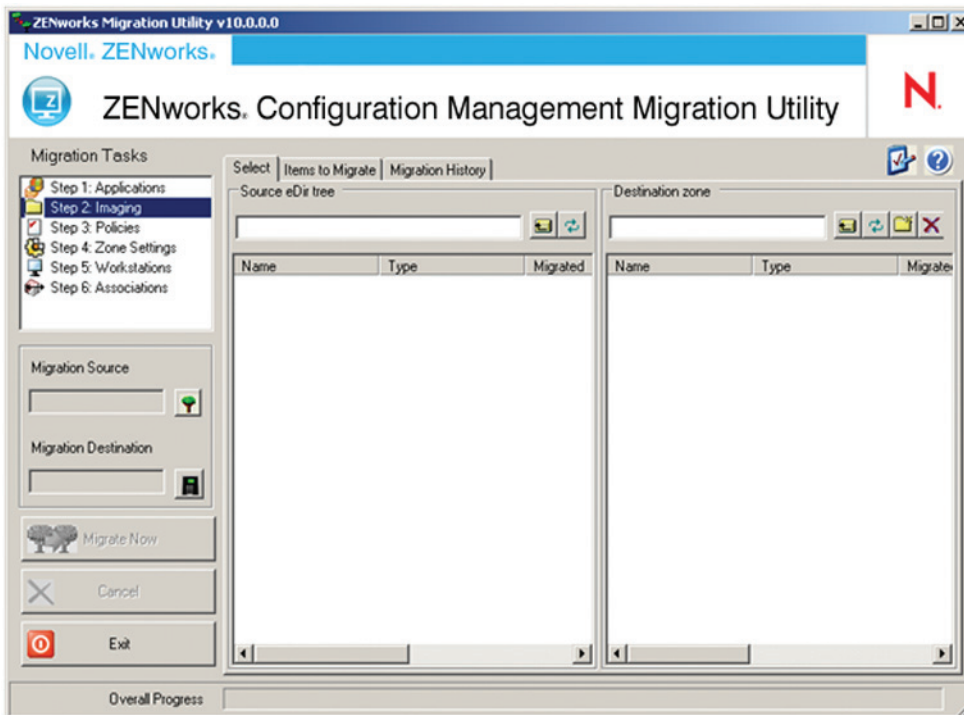 ZENworks Migration Utility v10.0.0.0
Novell® ZENworks®
ZENworks® Configuration Management Migration Utility
N®
Migration Tasks
Step 1: Applications
Step 2: Imaging
Step 3: Policies
Step 4: Zone Settings
Step 5: Workstations
Step 6: Associations
Migration Source
Migration Destination
Migrate Now
Cancel
Exit
Select
Items to Migrate
Migration History
Source eDir tree
Name
Type
Migrated
Destination zone
Name
Type
Migrate
Overall Progress